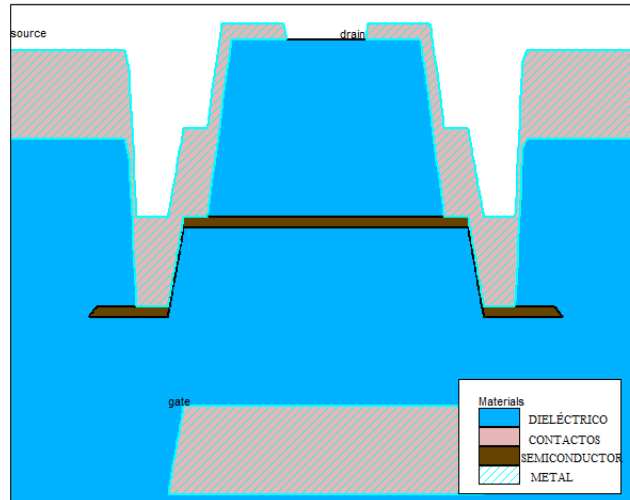 source
drain
gate
Materials
DIELÉCTRICO
CONTACTOS
SEMICONDUCTOR
METAL